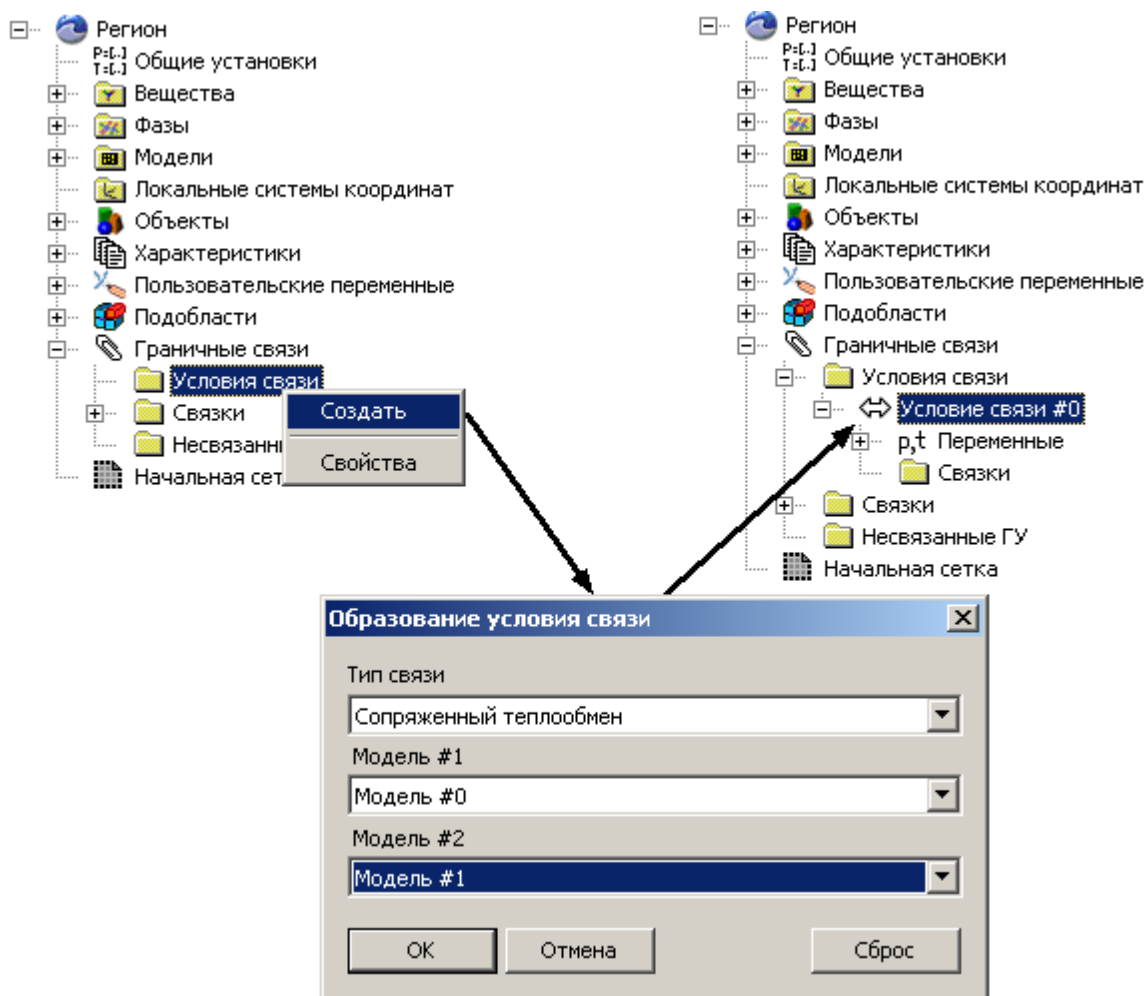 Регион
P=[..]
T=[..] Общие установки
Вещества
Фазы
Модели
Локальные системы координат
Объекты
Характеристики
Пользовательские переменные
Подобласти
Граничные связи
Условия связи
Связки
Несвязанн
Начальная сет
Создать
Свойства
Регион
P=[..]
T=[..] Общие установки
Вещества
Фазы
Модели
Локальные системы координат
Объекты
Характеристики
Пользовательские переменные
Подобласти
Граничные связи
Условия связи
Условие связи #0
p,t Переменные
Связки
Связки
Несвязанные ГУ
Начальная сетка
Образование условия связи
Тип связи
Сопряженный теплообмен
Модель #1
Модель #0
Модель #2
Модель #1
OK Отмена Сброс